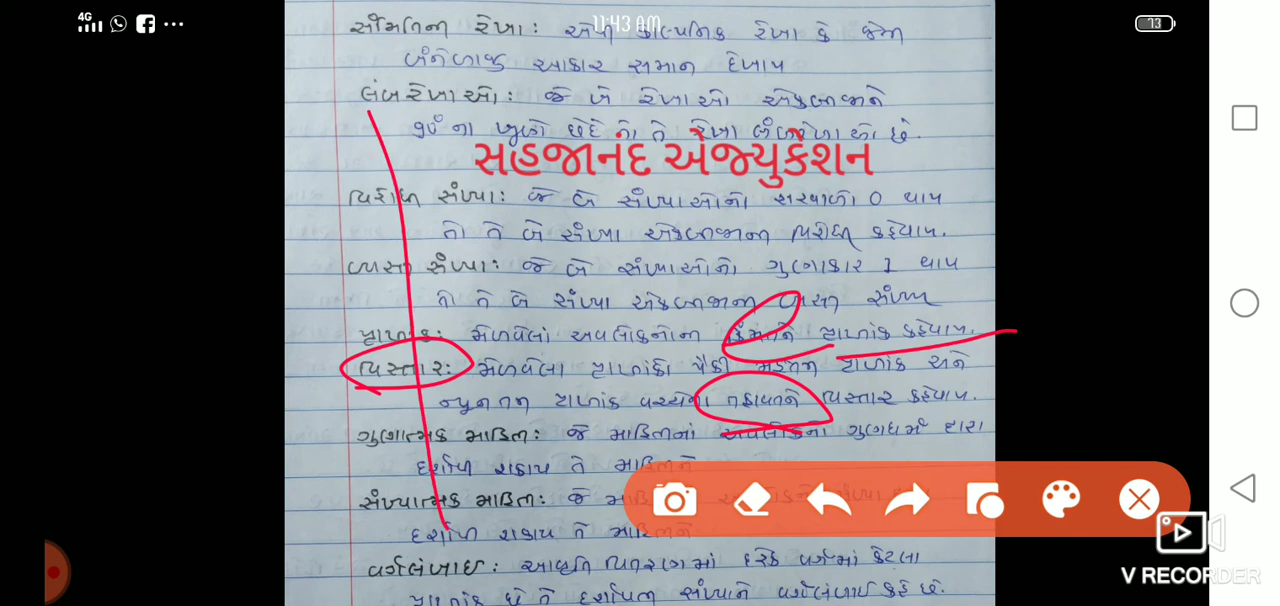 4G
11:43 AM
73
સંમિતિની રેખા: એવી કાલ્પનિક રેખા કે જેની
બંનેબાજુ આકાર સમાન દેખાય
લંબરેખાઓ: જે બે રેખાઓ એકબીજાને
90° ના ખુણે છેદે તો તે રેખા લંબરેખાઓ છે.
સહજાનંદ એજ્યુકેશન
વિરોધી સંખ્યા: જે બે સંખ્યાઓનો સરવાળો 0 થાય
તો તે બે સંખ્યા એકબીજાની વિરોધી કહેવાય.
વ્યસ્ત સંખ્યા: જે બે સંખ્યાઓનો ગુણાકાર 1 થાય
તો તે બે સંખ્યા એકબીજાની વ્યસ્ત સંખ્યા
પ્રાપ્તાંક: મેળવેલાં અવલોકનોની કિંમતને પ્રાપ્તાંક કહેવાય.
વિસ્તાર: મેળવેલા પ્રાપ્તાંકો પૈકી મહત્તમ પ્રાપ્તાંક અને
ન્યૂનતમ પ્રાપ્તાંક વચ્ચેના તફાવતને વિસ્તાર કહેવાય.
ગુણાત્મક માહિતી: જે માહિતીનાં અવલોકનો ગુણધર્મ દ્વારા
દર્શાવી શકાય તે માહિતીને
સંખ્યાત્મક માહિતી: જે
દર્શાવી શકાય તે માહિતીને
વર્ગલંબાઈ: આવૃત્તિ વિતરણમાં દરેક વર્ગમાં કેટલા
પ્રાપ્તાંક છે તે દર્શાવતી સંખ્યાને વર્ગલંબાઈ કહે છે.
V RECORDER